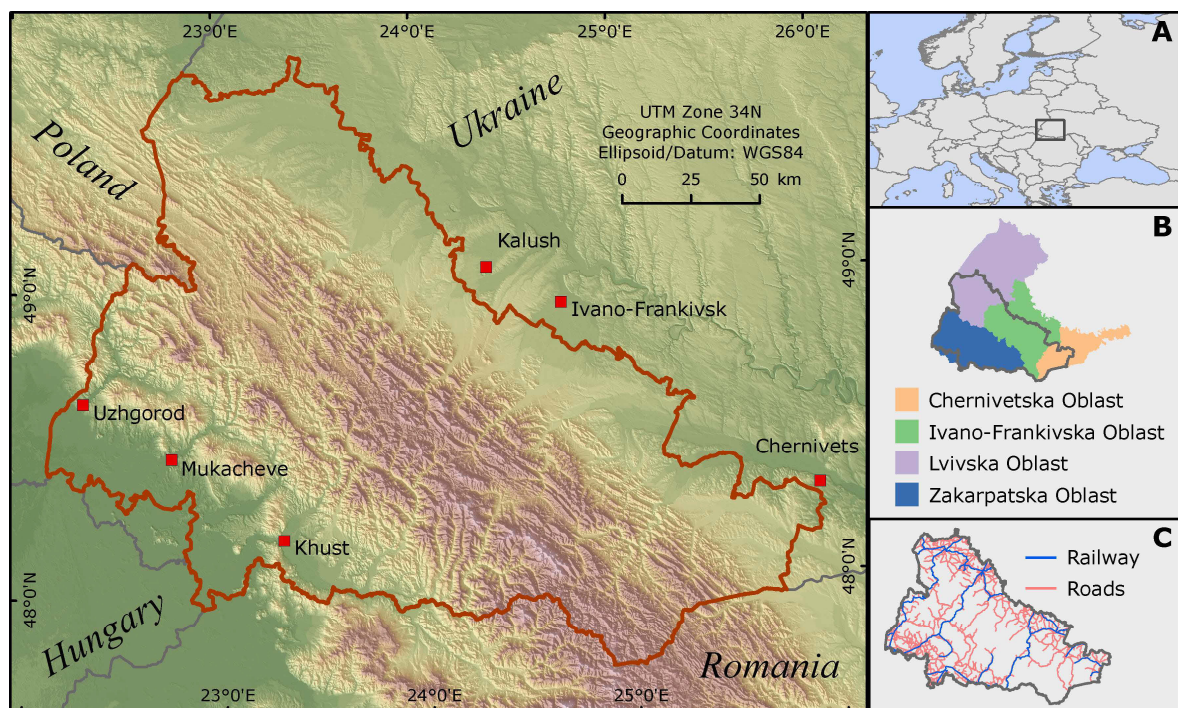 23°0'E
24°0'E
25°0'E
26°0'E
Poland
Ukraine
UTM Zone 34N
Geographic Coordinates
Ellipsoid/Datum: WGS84
0 25 50 km
Kalush
Ivano-Frankivsk
49°0'N
49°0'N
Uzhgorod
Mukacheve
Khust
Chernivets
48°0'N
48°0'N
Hungary
Romania
23°0'E
24°0'E
25°0'E
A
B
Chernivetska Oblast
Ivano-Frankivska Oblast
Lvivska Oblast
Zakarpatska Oblast
C
Railway
Roads